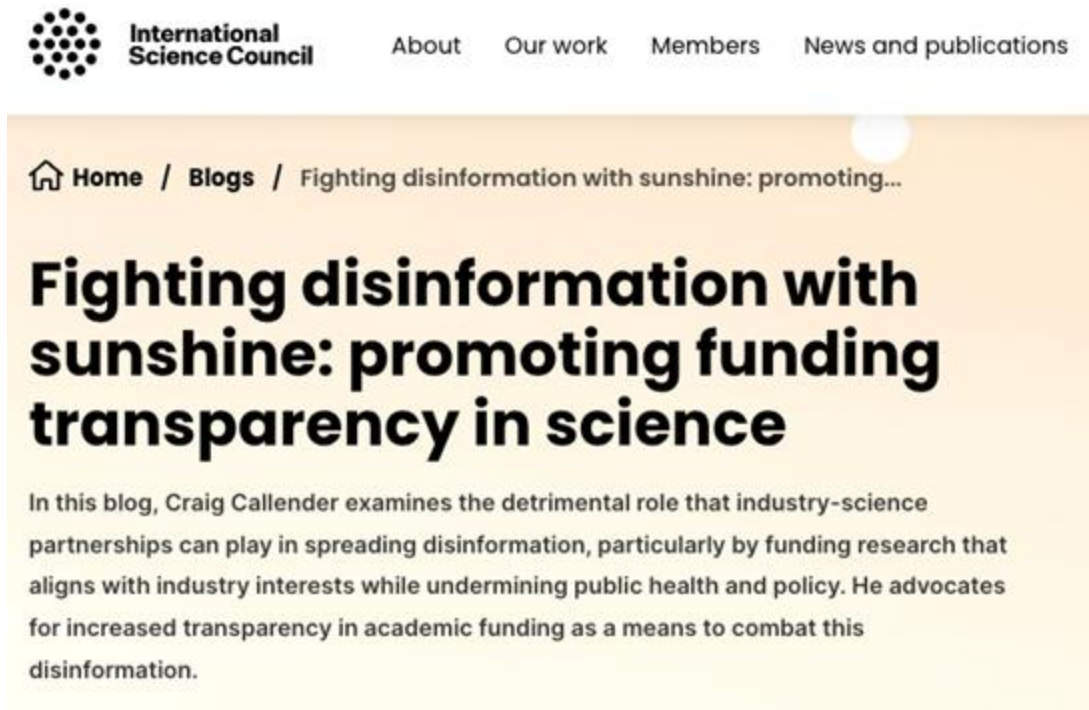 International
Science Council
About Our work Members News and publications
Home / Blogs / Fighting disinformation with sunshine: promoting...
Fighting disinformation with
sunshine: promoting funding
transparency in science
In this blog, Craig Callender examines the detrimental role that industry-science
partnerships can play in spreading disinformation, particularly by funding research that
aligns with industry interests while undermining public health and policy. He advocates
for increased transparency in academic funding as a means to combat this
disinformation.